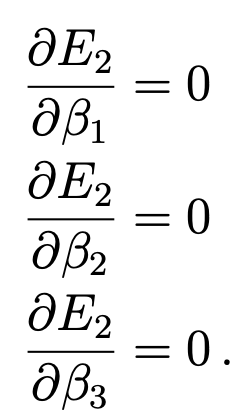 ∂E₂/∂β₁ = 0
∂E₂/∂β₂ = 0
∂E₂/∂β₃ = 0 .